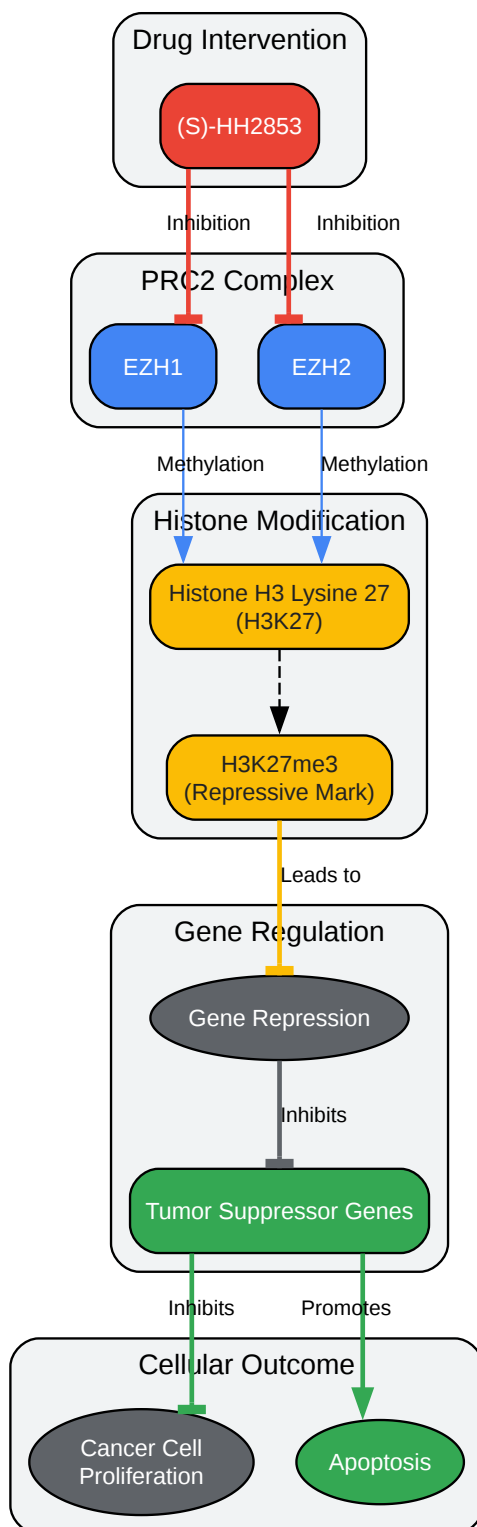 Drug Intervention
(S)-HH2853
Inhibition
Inhibition
PRC2 Complex
EZH1
EZH2
Methylation
Methylation
Histone Modification
Histone H3 Lysine 27
(H3K27)
H3K27me3
(Repressive Mark)
Leads to
Gene Regulation
Gene Repression
Inhibits
Tumor Suppressor Genes
Inhibits
Promotes
Cellular Outcome
Cancer Cell
Proliferation
Apoptosis